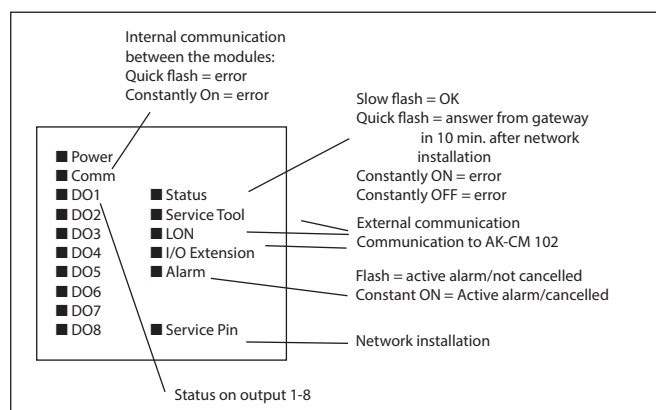 Internal communication
between the modules:
Quick flash = error
Constantly On = error
Slow flash = OK
Quick flash = answer from gateway
in 10 min. after network
installation
Constantly ON = error
Constantly OFF = error
External communication
Communication to AK-CM 102
Flash = active alarm/not cancelled
Constant ON = Active alarm/cancelled
Network installation
Power
Comm
DO1
DO2
DO3
DO4
DO5
DO6
DO7
DO8
Status
Service Tool
LON
I/O Extension
Alarm
Service Pin
Status on output 1-8